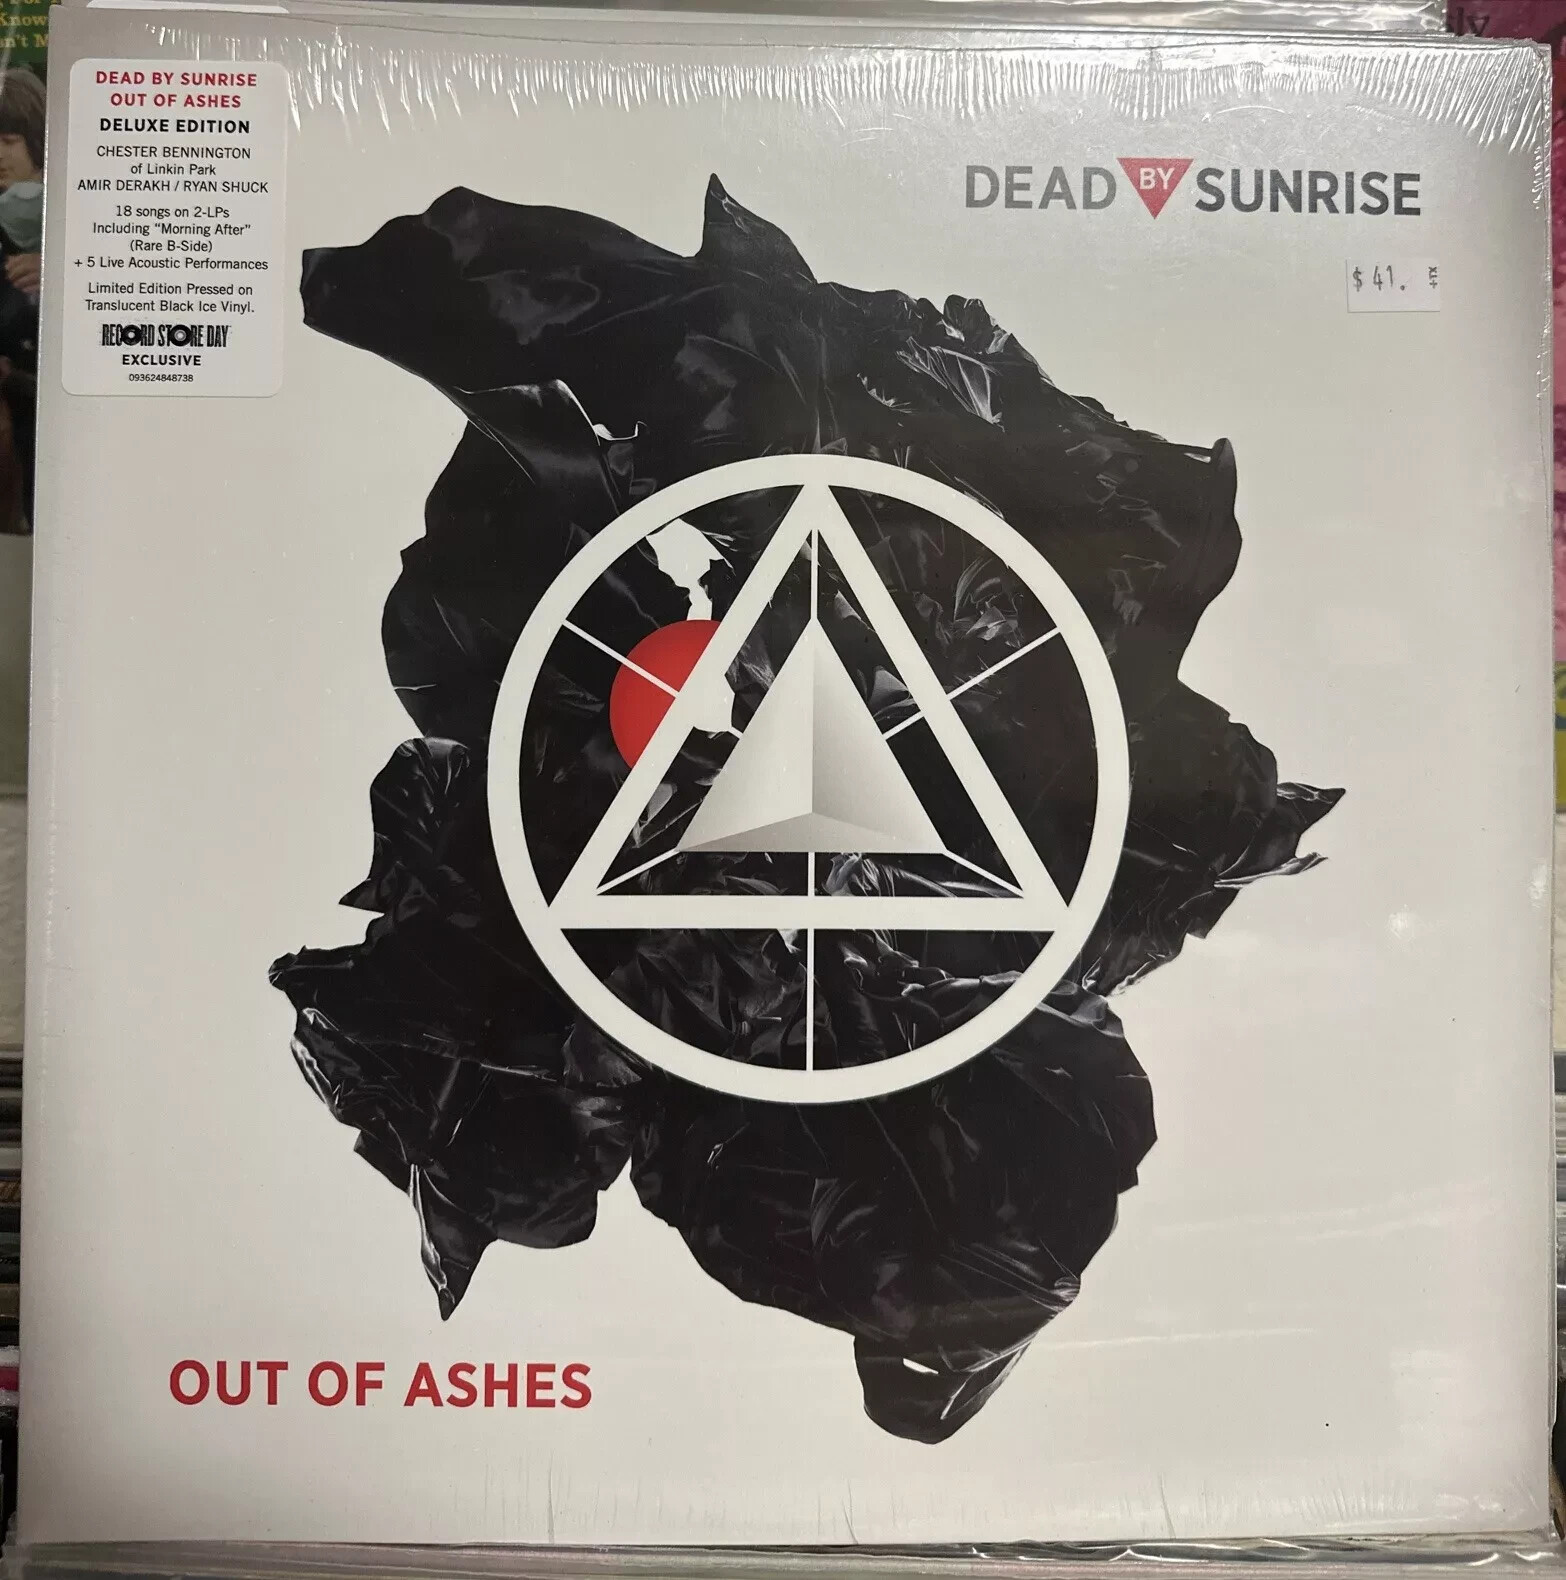 Know
n't M
ly
DEAD BY SUNRISE
OUT OF ASHES
DELUXE EDITION
CHESTER BENNINGTON
of Linkin Park
AMIR DERAKH / RYAN SHUCK
18 songs on 2-LPs
Including “Morning After”
(Rare B-Side)
+ 5 Live Acoustic Performances
Limited Edition Pressed on
Translucent Black Ice Vinyl.
RECORD STORE DAY
EXCLUSIVE
093624848738
DEAD BY SUNRISE
$ 41.
OUT OF ASHES